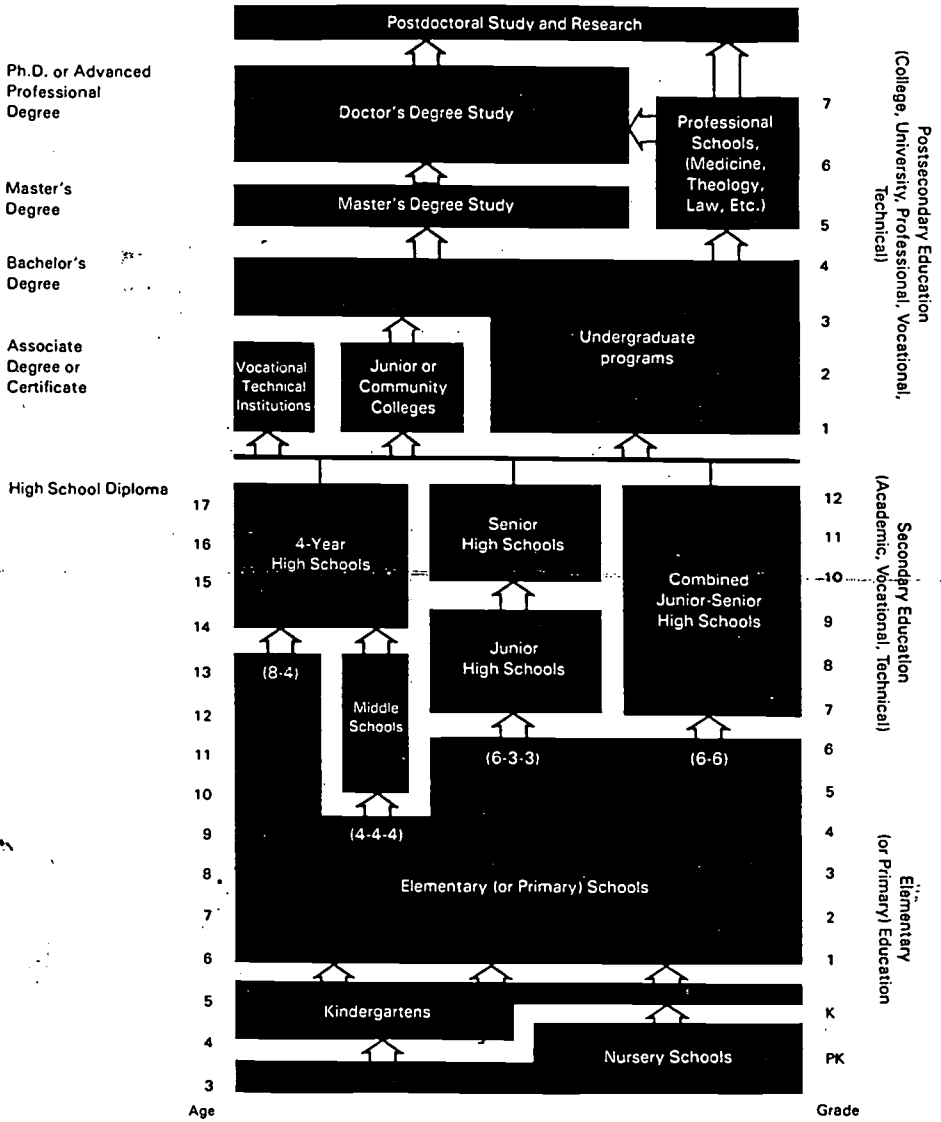 Postdoctoral Study and Research
Ph.D. or Advanced
Professional
Degree
Doctor's Degree Study
Professional
Schools,
(Medicine,
Theology,
Law, Etc.)
7
6
Master's
Degree
Master's Degree Study
5
Postsecondary Education
(College, University, Professional, Vocational,
Technical)
Bachelor's
Degree
4
3
Undergraduate
programs
Associate
Degree or
Certificate
Vocational
Technical
Institutions
Junior or
Community
Colleges
2
1
High School Diploma
17
16
15
14
4-Year
High Schools
Senior
High Schools
Combined
Junior-Senior
High Schools
12
11
10
9
Secondary Education
(Academic, Vocational, Technical)
Junior
High Schools
8
7
13
12
11
10
(8-4)
Middle
Schools
(6-3-3)
(6-6)
6
5
9
8
7
6
(4-4-4)
Elementary (or Primary) Schools
4
3
2
1
Elementary
(or Primary) Education
5
4
3
Kindergartens
K
Nursery Schools
PK
Age
Grade